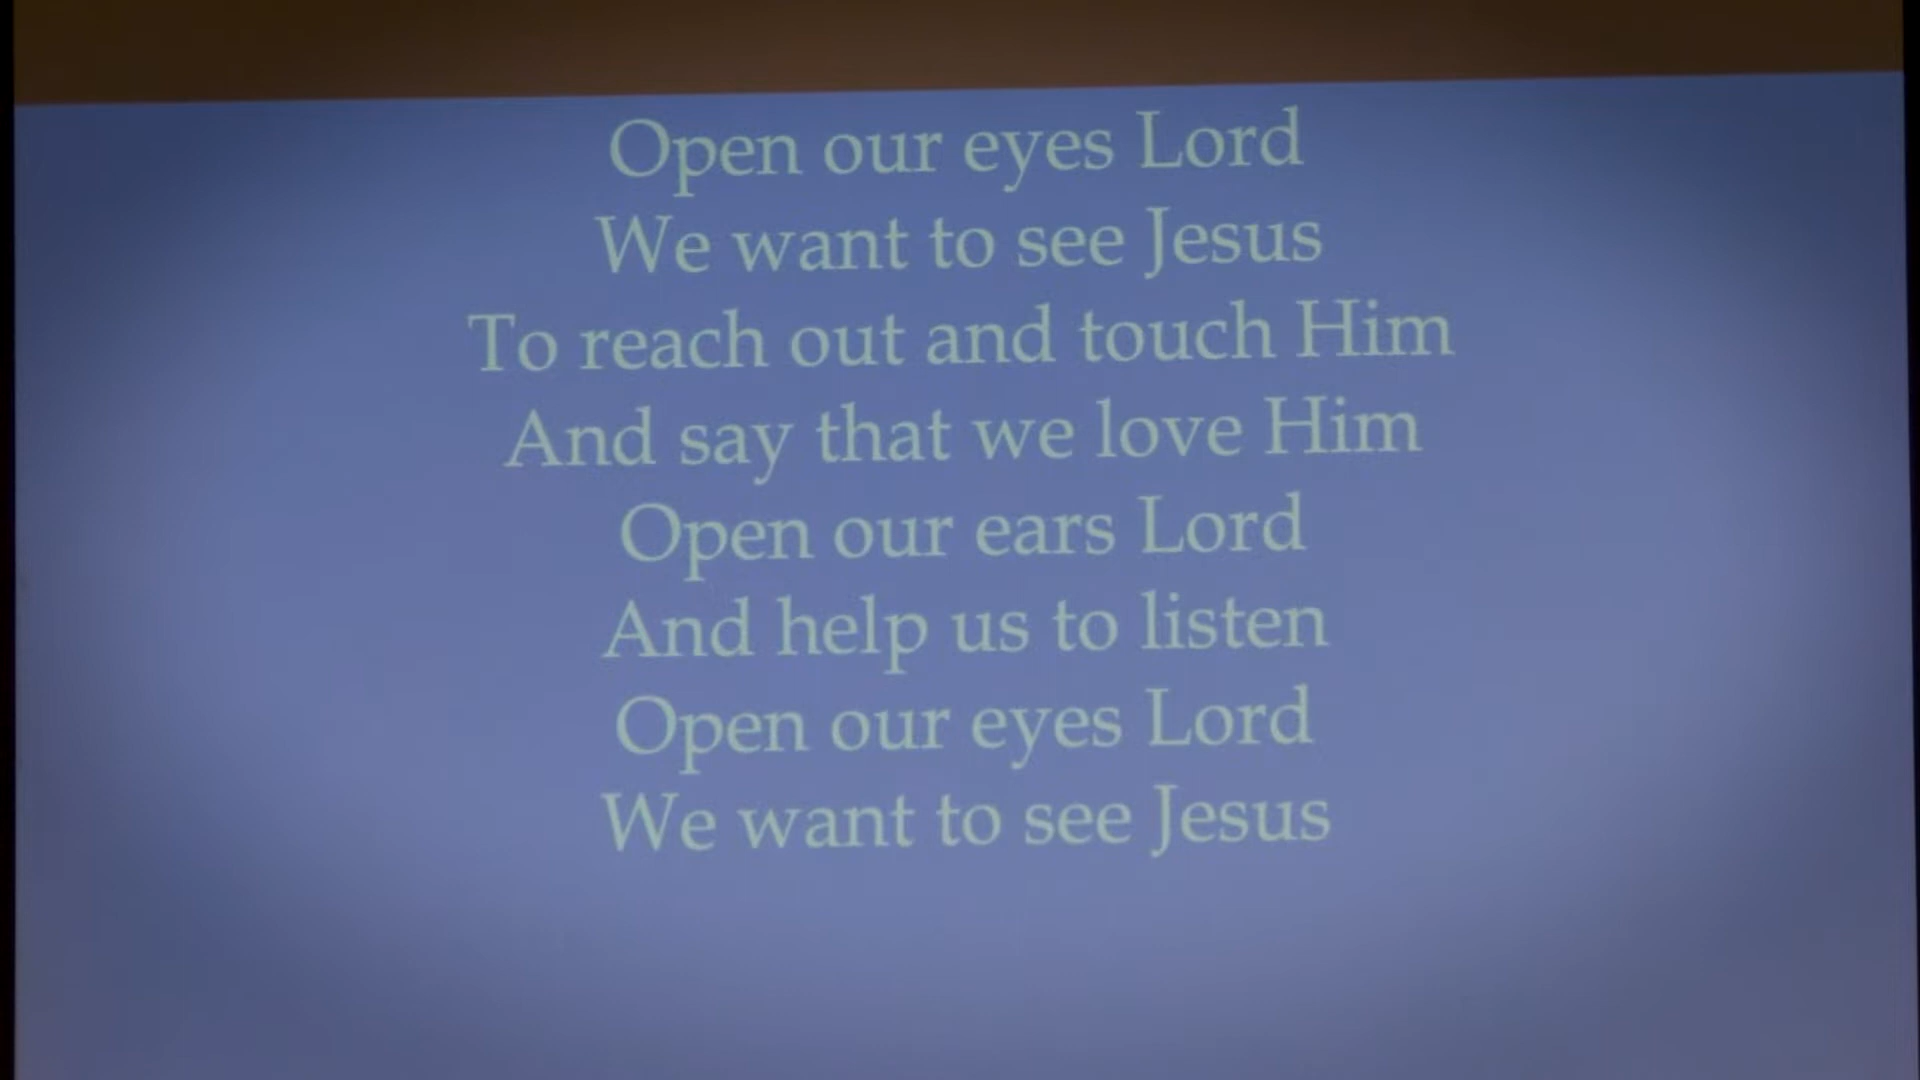 Open our eyes Lord
We want to see Jesus
To reach out and touch Him
And say that we love Him
Open our ears Lord
And help us to listen
Open our eyes Lord
We want to see Jesus